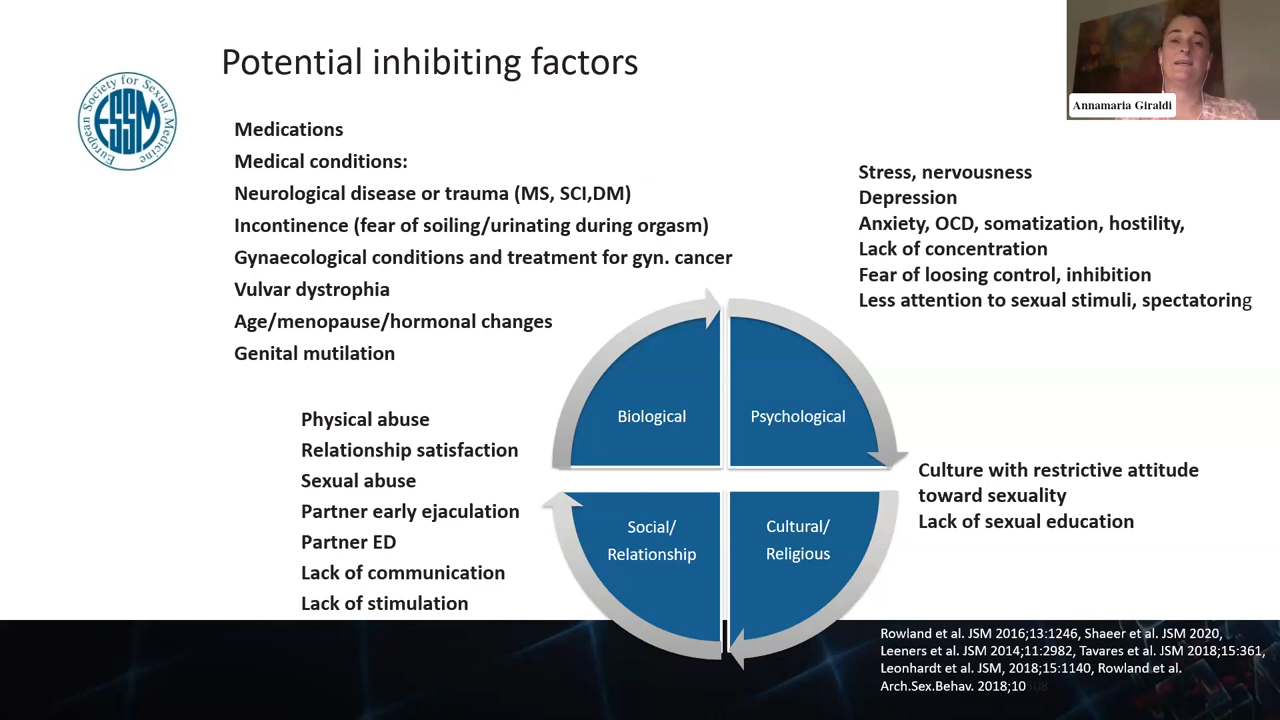 Potential inhibiting factors
European Society for Sexual Medicine
ESSM
Annamaria Giraldi
Medications
Medical conditions:
Neurological disease or trauma (MS, SCI,DM)
Incontinence (fear of soiling/urinating during orgasm)
Gynaecological conditions and treatment for gyn. cancer
Vulvar dystrophia
Age/menopause/hormonal changes
Genital mutilation
Stress, nervousness
Depression
Anxiety, OCD, somatization, hostility,
Lack of concentration
Fear of loosing control, inhibition
Less attention to sexual stimuli, spectatoring
Biological
Psychological
Physical abuse
Relationship satisfaction
Sexual abuse
Partner early ejaculation
Partner ED
Lack of communication
Lack of stimulation
Social/
Relationship
Cultural/
Religious
Culture with restrictive attitude
toward sexuality
Lack of sexual education
Rowland et al. JSM 2016;13:1246, Shaeer et al. JSM 2020,
Leeners et al. JSM 2014;11:2982, Tavares et al. JSM 2018;15:361,
Leonhardt et al. JSM, 2018;15:1140, Rowland et al.
Arch.Sex.Behav. 2018;10